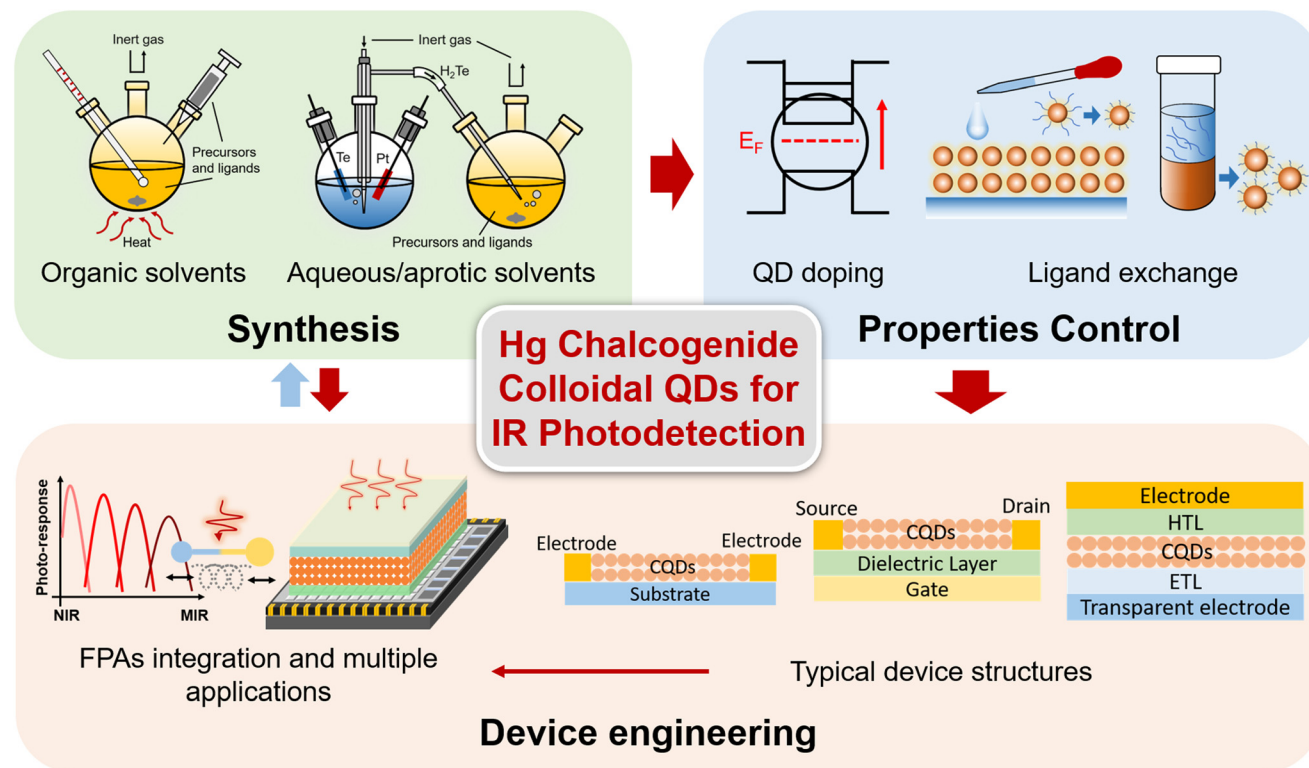 Inert gas
Precursors
and ligands
Heat
Organic solvents
Inert gas
H2Te
Te
Pt
Precursors and ligands
Aqueous/aprotic solvents
Synthesis
EF
QD doping
Ligand exchange
Properties Control
Hg Chalcogenide
Colloidal QDs for
IR Photodetection
Photo-response
NIR
MIR
FPAs integration and multiple
applications
Electrode
Electrode
CQDs
Substrate
Source
Drain
CQDs
Dielectric Layer
Gate
Electrode
HTL
CQDs
ETL
Transparent electrode
Typical device structures
Device engineering